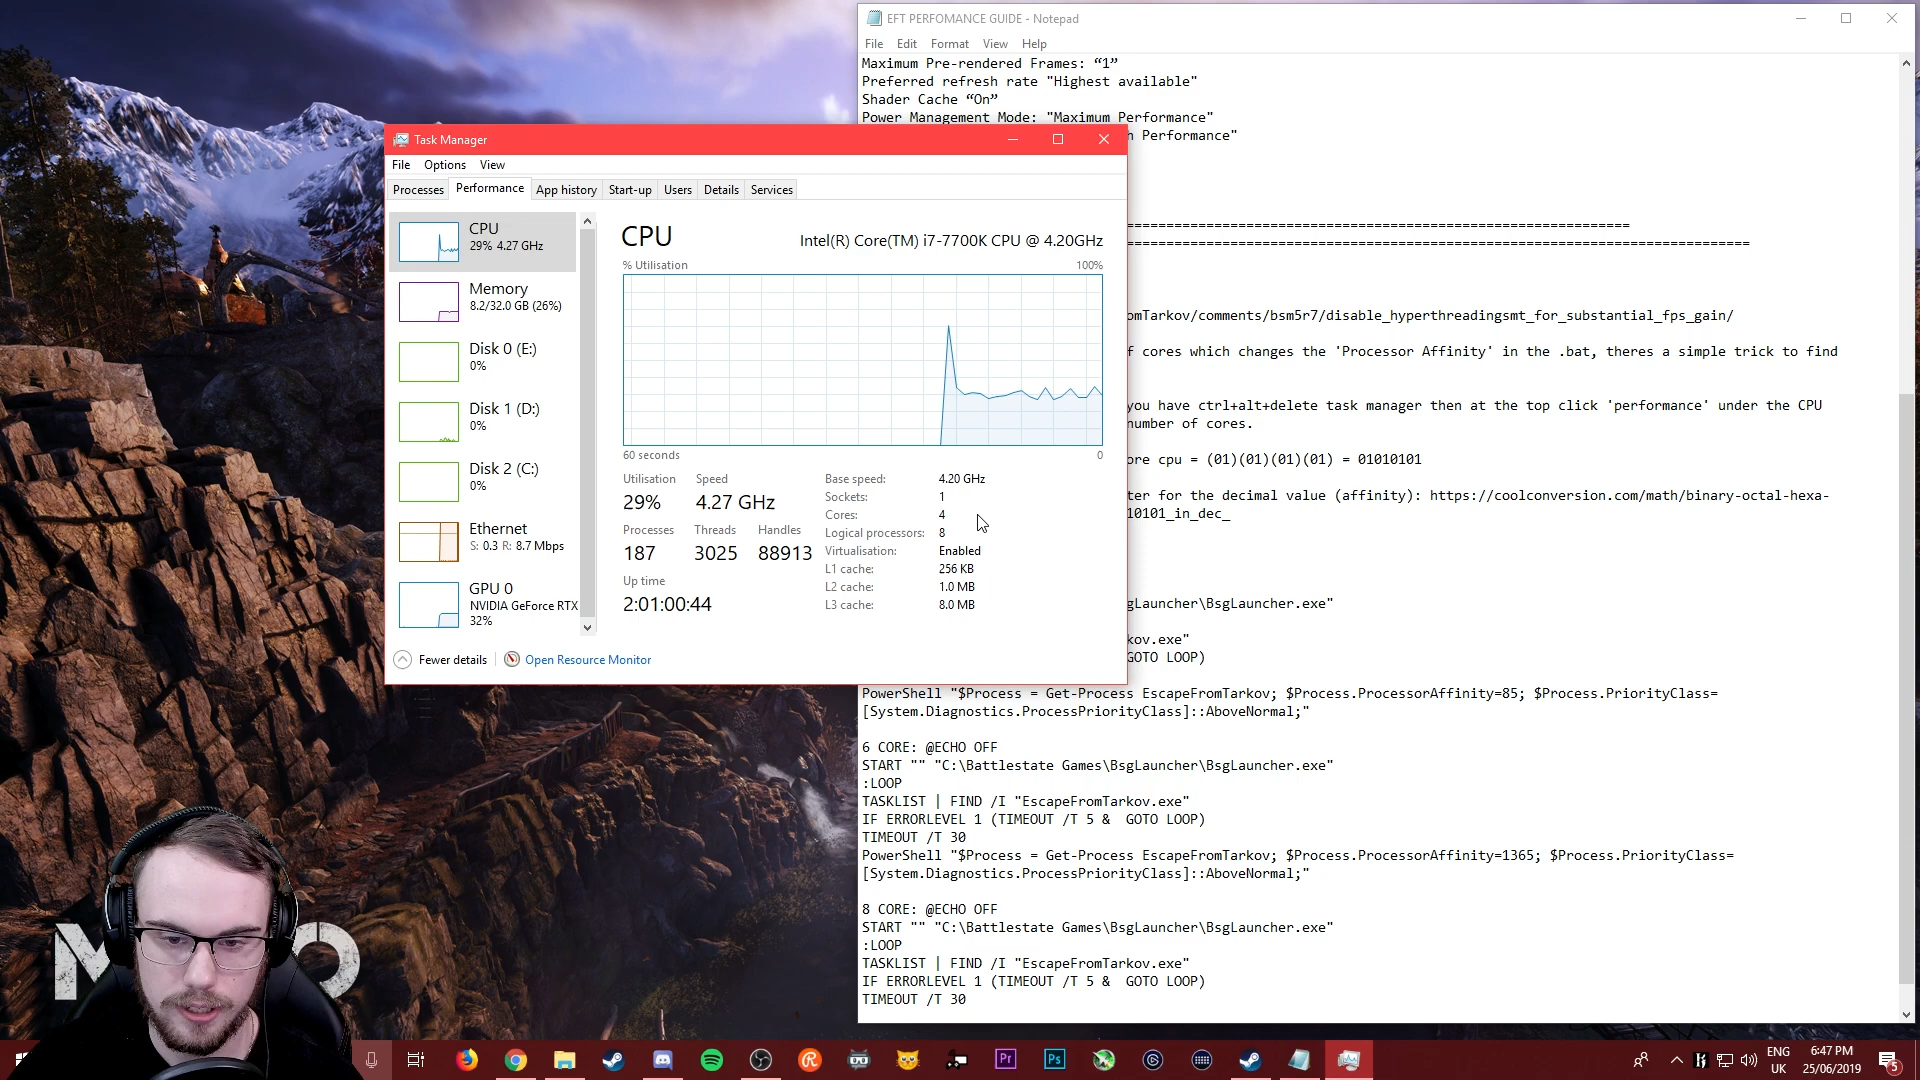 EFT PERFOMANCE GUIDE - Notepad
File Edit Format View Help
Maximum Pre-rendered Frames: “1”
Preferred refresh rate "Highest available"
Shader Cache “On”
Power Management Mode: "Maximum Performance"
h Performance"
==============================================================
=============================================================================
omTarkov/comments/bsm5r7/disable_hyperthreadingsmt_for_substantial_fps_gain/
f cores which changes the 'Processor Affinity' in the .bat, theres a simple trick to find
you have ctrl+alt+delete task manager then at the top click 'performance' under the CPU
number of cores.
ore cpu = (01)(01)(01)(01) = 01010101
ter for the decimal value (affinity): https://coolconversion.com/math/binary-octal-hexa-
10101_in_dec_
gLauncher\BsgLauncher.exe"
kov.exe"
GOTO LOOP)
PowerShell "$Process = Get-Process EscapeFromTarkov; $Process.ProcessorAffinity=85; $Process.PriorityClass=
[System.Diagnostics.ProcessPriorityClass]::AboveNormal;"
6 CORE: @ECHO OFF
START "" "C:\Battlestate Games\BsgLauncher\BsgLauncher.exe"
:LOOP
TASKLIST | FIND /I "EscapeFromTarkov.exe"
IF ERRORLEVEL 1 (TIMEOUT /T 5 &  GOTO LOOP)
TIMEOUT /T 30
PowerShell "$Process = Get-Process EscapeFromTarkov; $Process.ProcessorAffinity=1365; $Process.PriorityClass=
[System.Diagnostics.ProcessPriorityClass]::AboveNormal;"
8 CORE: @ECHO OFF
START "" "C:\Battlestate Games\BsgLauncher\BsgLauncher.exe"
:LOOP
TASKLIST | FIND /I "EscapeFromTarkov.exe"
IF ERRORLEVEL 1 (TIMEOUT /T 5 &  GOTO LOOP)
TIMEOUT /T 30
Task Manager
File Options View
Processes Performance App history Start-up Users Details Services
CPU
29% 4.27 GHz
Memory
8.2/32.0 GB (26%)
Disk 0 (E:)
0%
Disk 1 (D:)
0%
Disk 2 (C:)
0%
Ethernet
S: 0.3 R: 8.7 Mbps
GPU 0
NVIDIA GeForce RTX
32%
CPU Intel(R) Core(TM) i7-7700K CPU @ 4.20GHz
% Utilisation 100%
60 seconds 0
Utilisation Speed
29% 4.27 GHz
Processes Threads Handles
187 3025 88913
Up time
2:01:00:44
Base speed: 4.20 GHz
Sockets: 1
Cores: 4
Logical processors: 8
Virtualisation: Enabled
L1 cache: 256 KB
L2 cache: 1.0 MB
L3 cache: 8.0 MB
Fewer details Open Resource Monitor
Pr Ps
ENG
UK
6:47 PM
25/06/2019
5